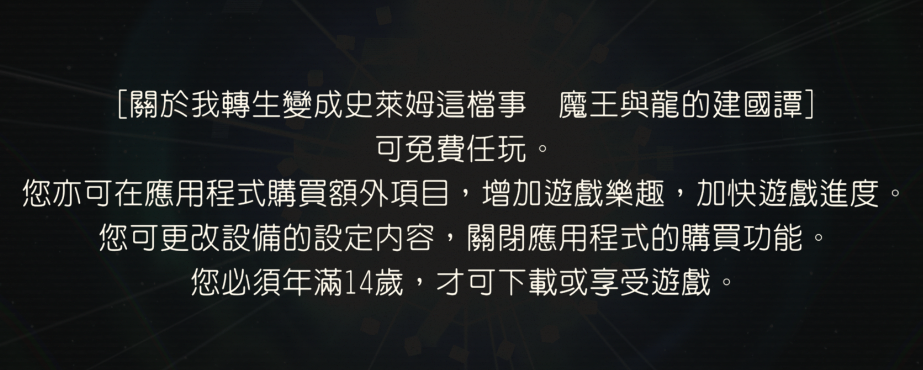 [關於我轉生變成史萊姆這檔事　魔王與龍的建國譚]
可免費任玩。
您亦可在應用程式購買額外項目，增加遊戲樂趣，加快遊戲進度。
您可更改設備的設定内容，關閉應用程式的購買功能。
您必須年滿14歲，才可下載或享受遊戲。